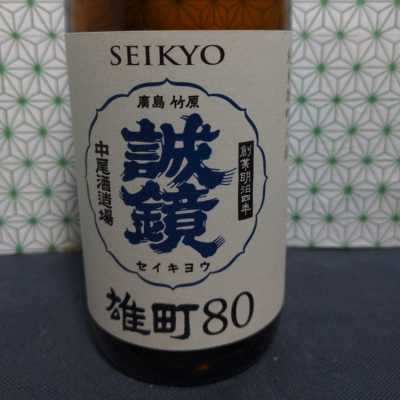 SEIKYO
廣島 竹原
誠鏡
中尾酒造場
創業明治四年
セイキヨウ
雄町80